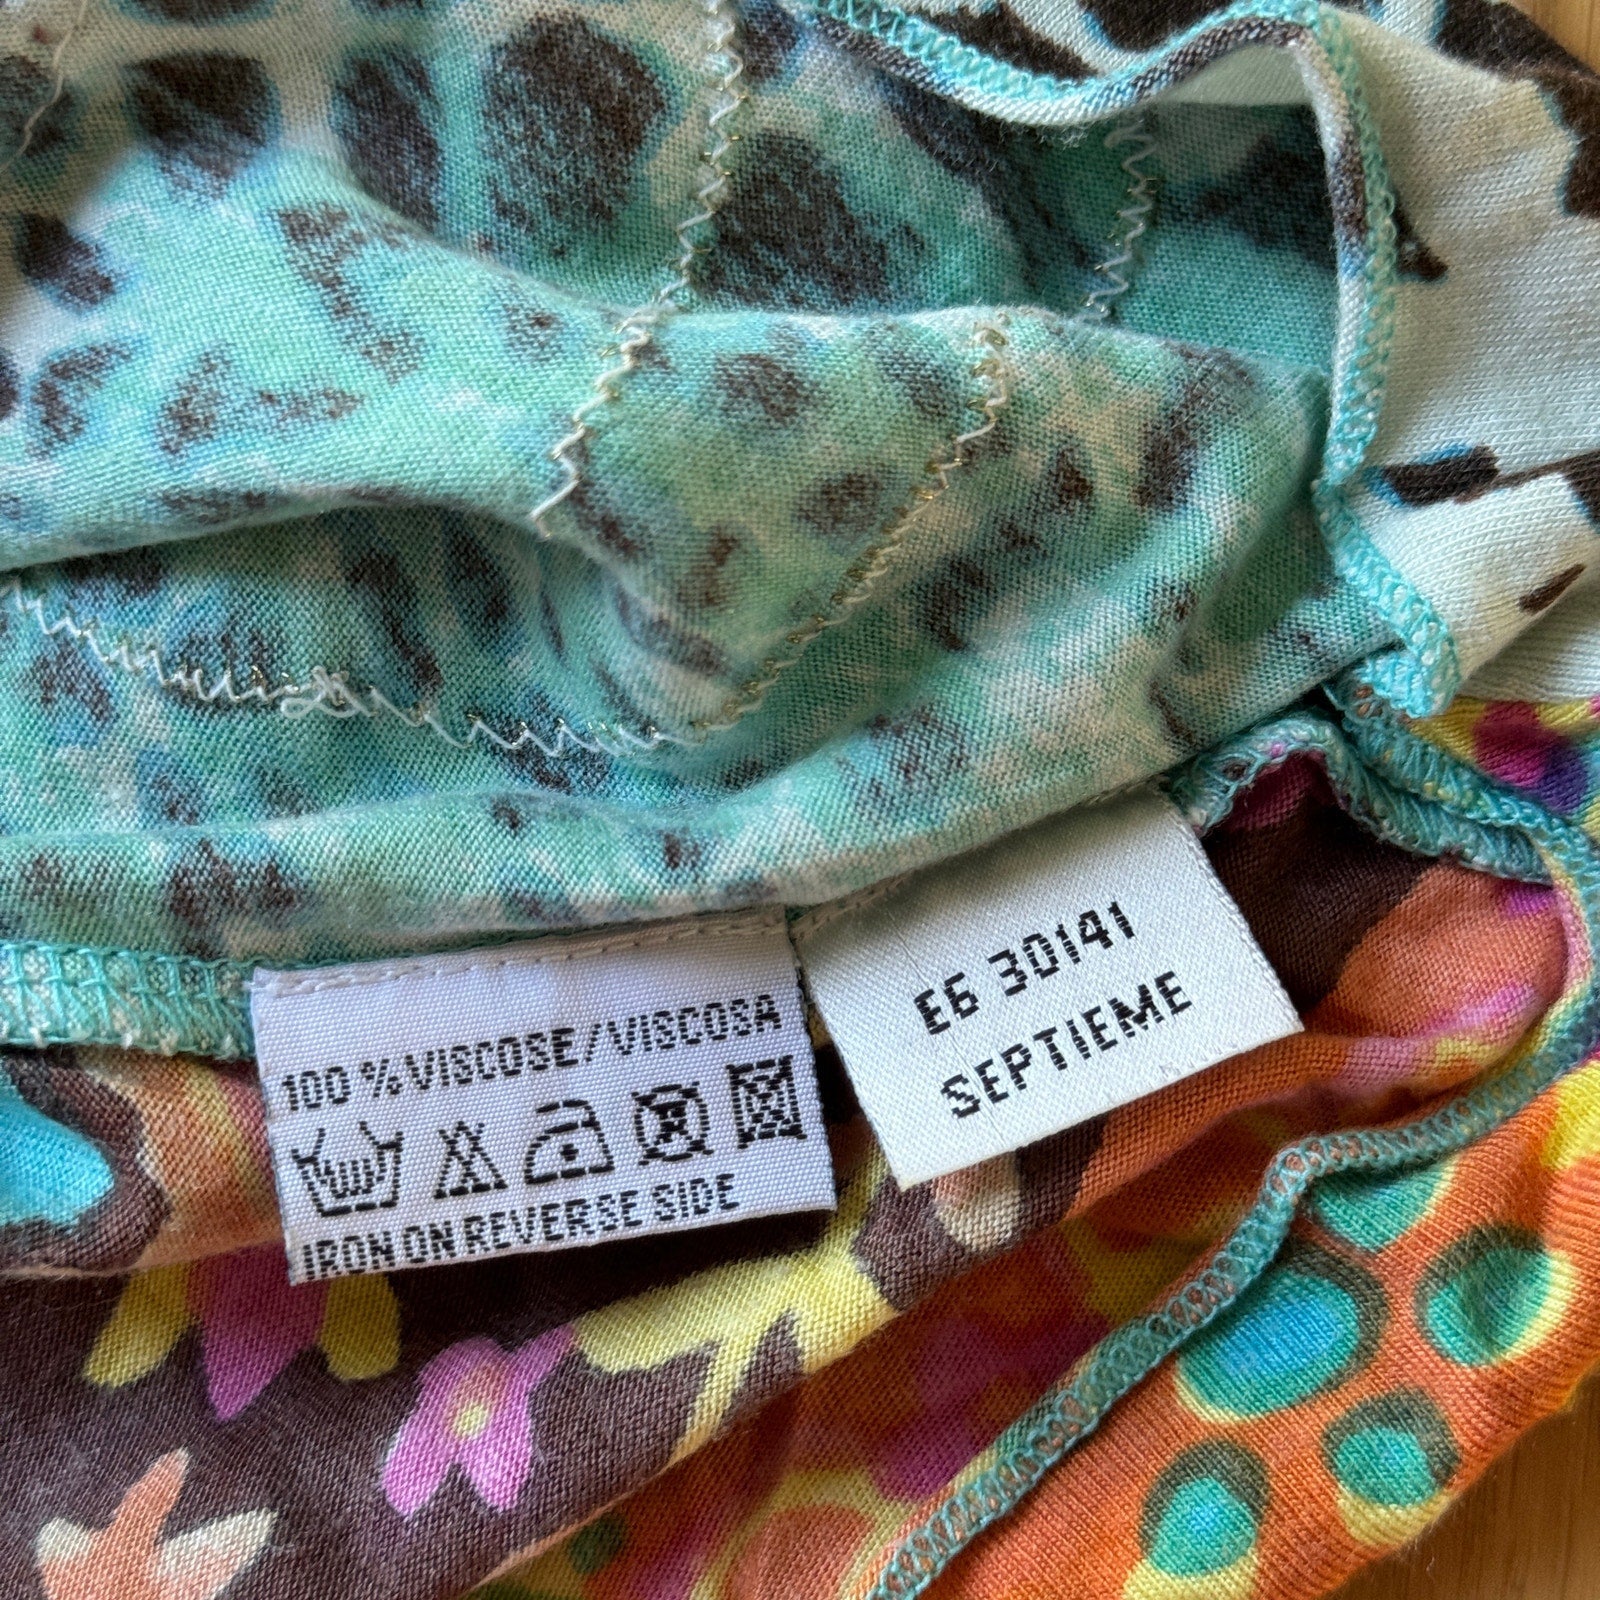 100 % VISCOSE/VISCOSA
IRON ON REVERSE SIDE
E6 30141
SEPTIEME